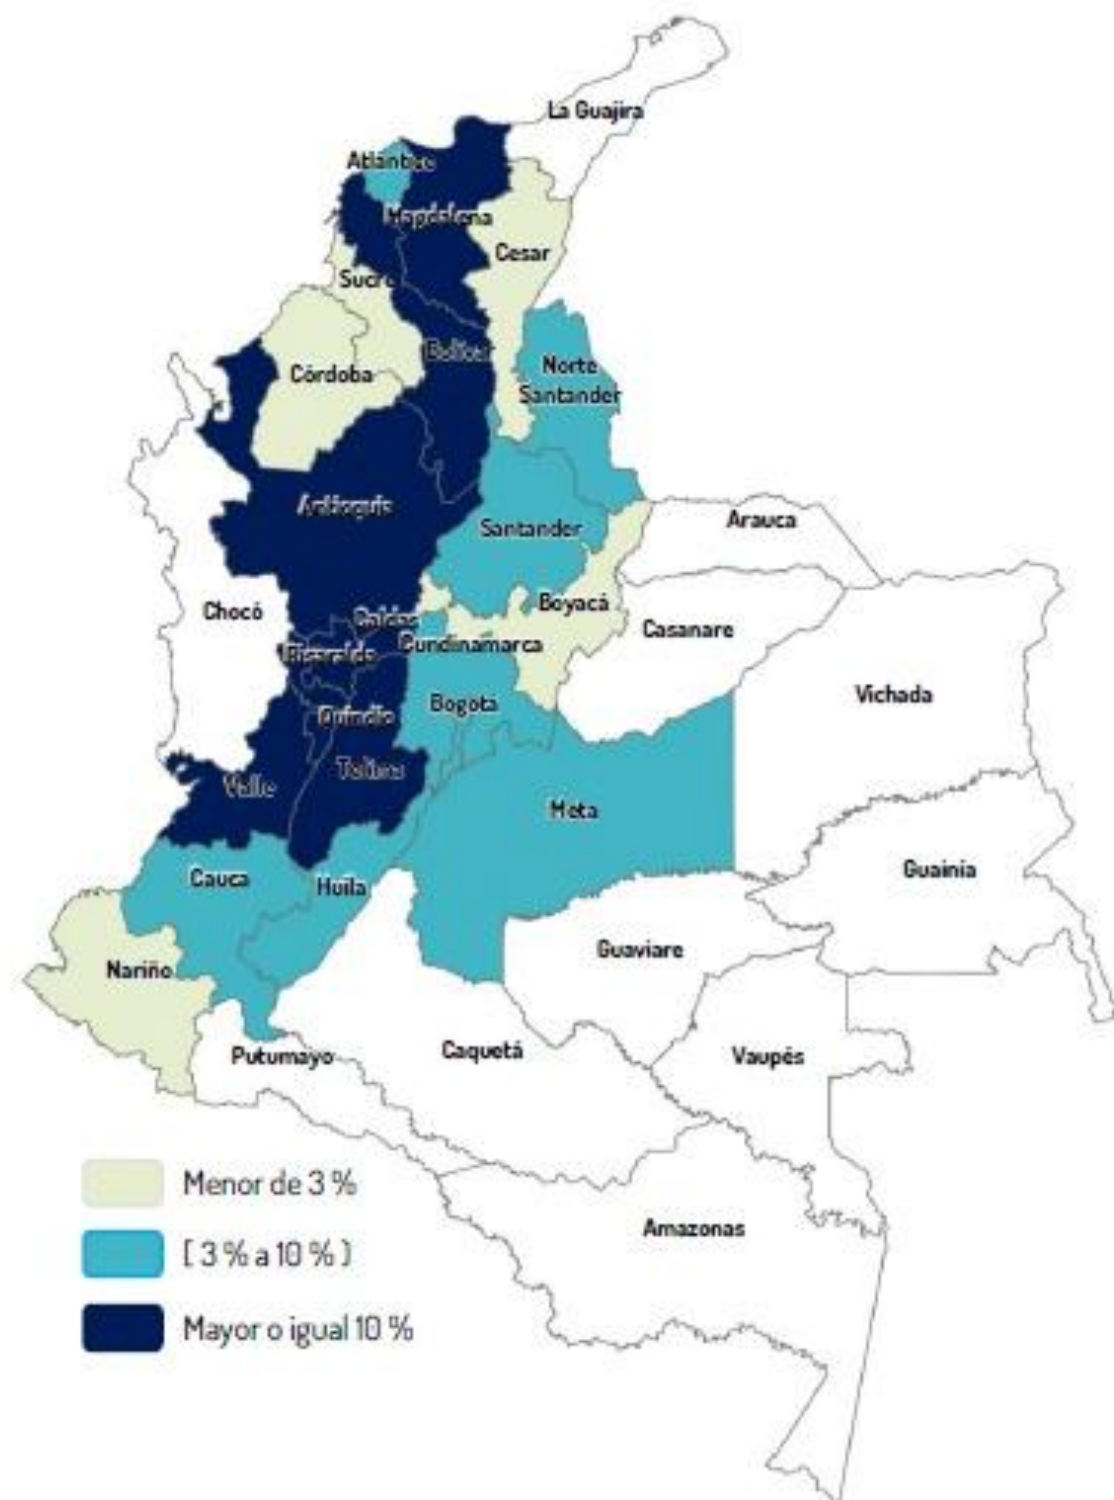 La Guajira
Atlántico
Magdalena
Cesar
Sucre
Bolívar
Norte
Santander
Córdoba
Antioquia
Santander
Arauca
Chocó
Caldas
Boyacá
Casanare
Risaralda
Cundinamarca
Vichada
Quindío
Bogotá
Tolima
Valle
Meta
Cauca
Huila
Guainía
Guaviare
Nariño
Putumayo
Caquetá
Vaupés
Amazonas
Menor de 3 %
[ 3 % a 10 % )
Mayor o igual 10 %